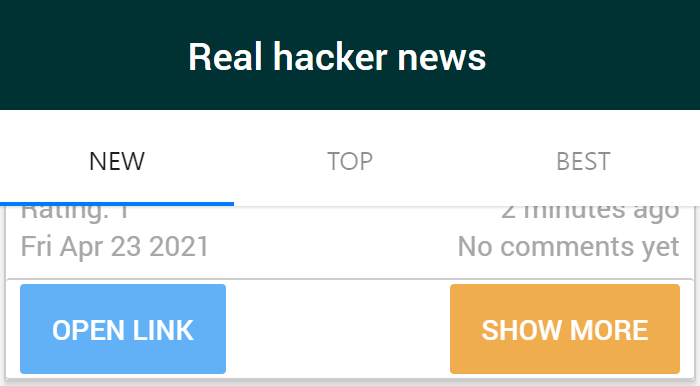 Real hacker news
NEW TOP BEST
Rating: 1 2 minutes ago
Fri Apr 23 2021 No comments yet
OPEN LINK SHOW MORE